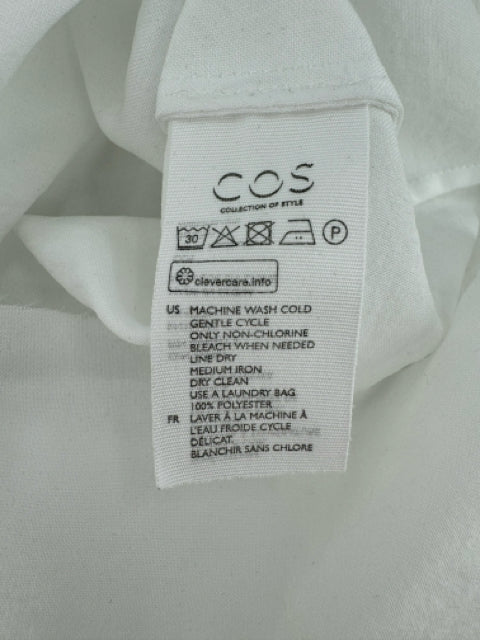 COS
COLLECTION OF STYLE
30 P
clevercare.info
US MACHINE WASH COLD
GENTLE CYCLE
ONLY NON-CHLORINE
BLEACH WHEN NEEDED
LINE DRY
MEDIUM IRON
DRY CLEAN
USE A LAUNDRY BAG
100% POLYESTER
FR LAVER À LA MACHINE À
L'EAU FROIDE CYCLE
DÉLICAT.
BLANCHIR SANS CHLORE